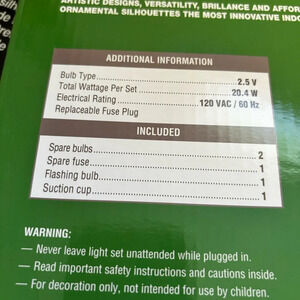 ARTISTIC DESIGNS, VERSATILITY, BRILLANCE AND AFFOR
ORNAMENTAL SILHOUETTES THE MOST INNOVATIVE INDO
ADDITIONAL INFORMATION
Bulb Type 2.5 V
Total Wattage Per Set 20.4 W
Electrical Rating 120 VAC / 60 Hz
Replaceable Fuse Plug
INCLUDED
Spare bulbs 2
Spare fuse 1
Flashing bulb 1
Suction cup 1
WARNING:
— Never leave light set unattended while plugged in.
— Read important safety instructions and cautions inside.
— For decoration only, not intended for use by children.